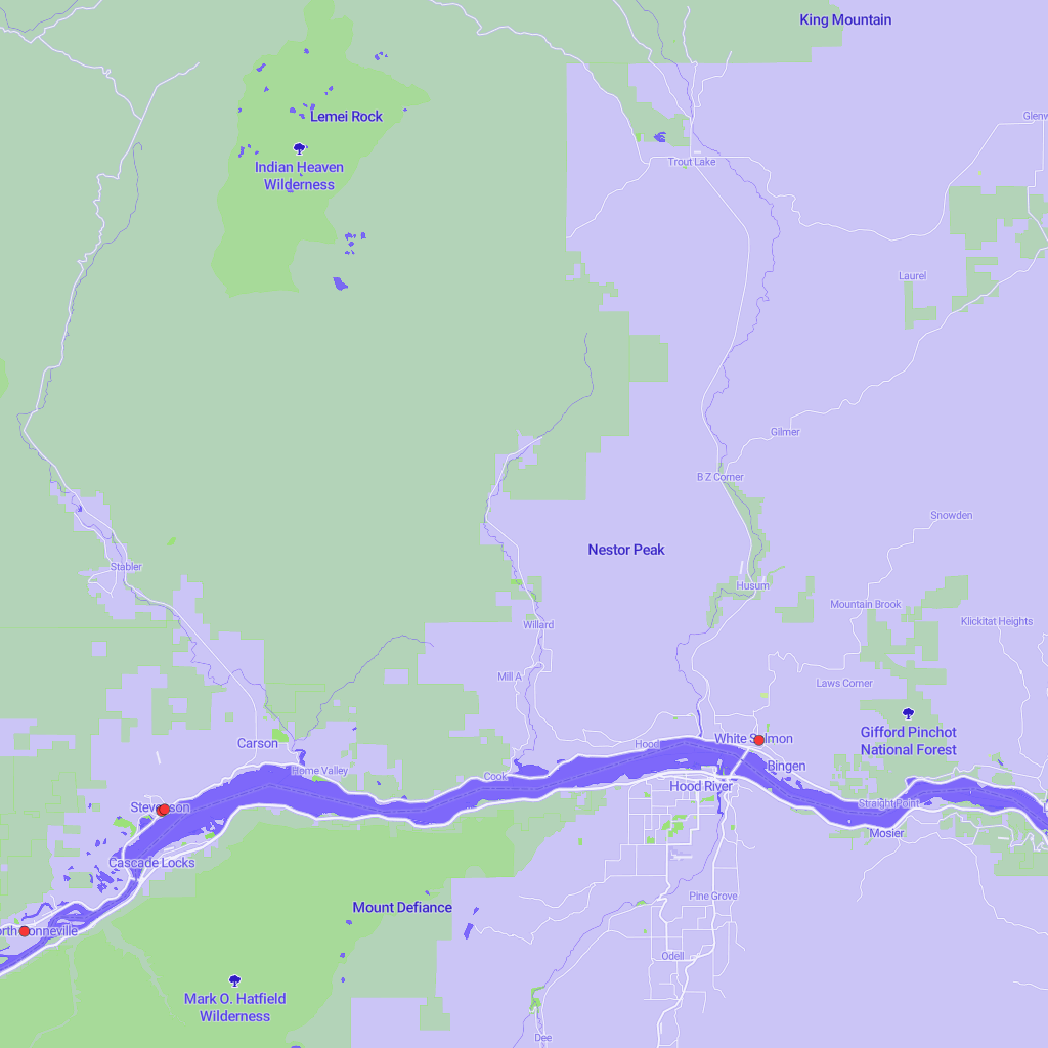 King Mountain
Lemei Rock
Glenw
Trout Lake
Indian Heaven
Wilderness
Laurel
Gilmer
B Z Corner
Snowden
Nestor Peak
Stabler
Husum
Mountain Brook
Willard
Klickitat Heights
Mill A
Laws Corner
Gifford Pinchot
National Forest
Carson
Hood
White Salmon
Home Valley
Cook
Bingen
Hood River
Stevenson
Straight Point
Mosier
Cascade Locks
Pine Grove
Mount Defiance
orth Bonneville
Odell
Mark O. Hatfield
Wilderness
Dee